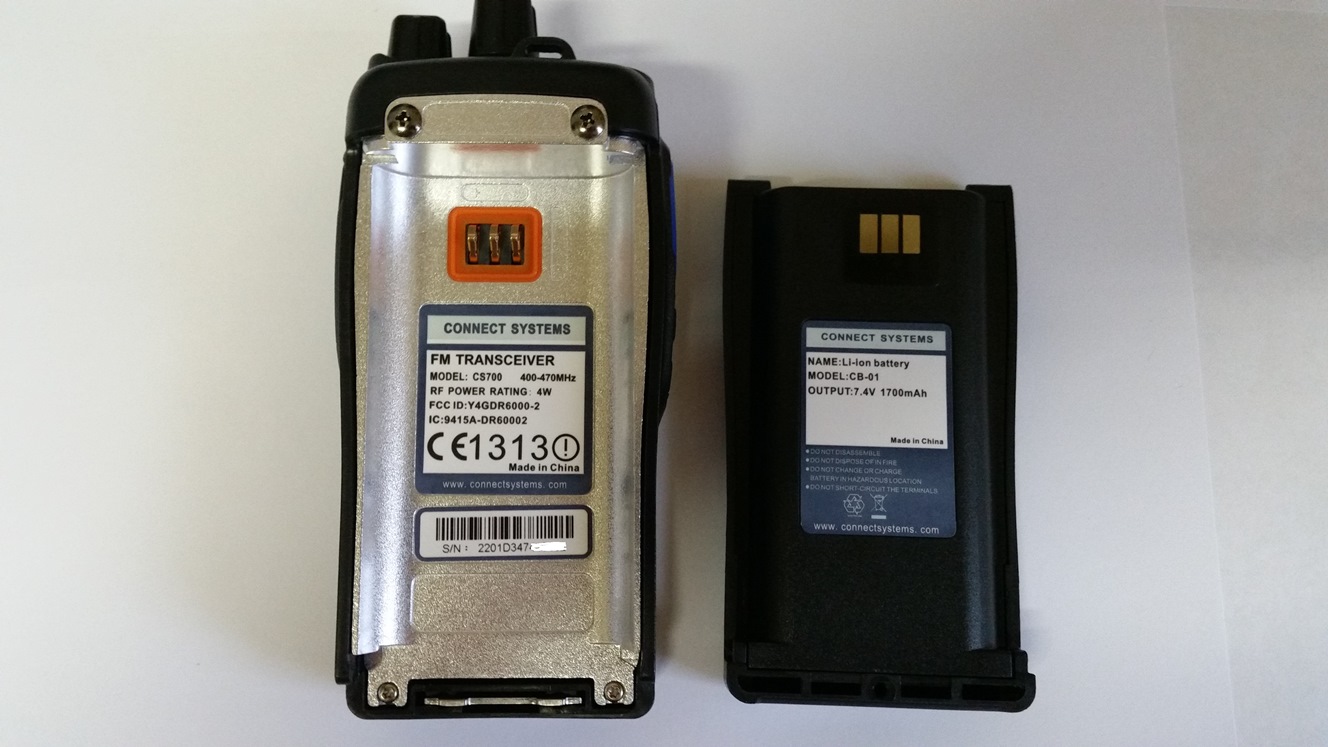 CONNECT SYSTEMS
FM TRANSCEIVER
MODEL: CS700 400-470MHz
RF POWER RATING: 4W
FCC ID:Y4GDR6000-2
IC:9415A-DR60002
CE1313
Made in China
www. connectsystems. com
S/N : 2201D347
CONNECT SYSTEMS
NAME:Li-ion battery
MODEL:CB-01
OUTPUT:7.4V 1700mAh
Made in China
DO NOT DISASSEMBLE
DO NOT DISPOSE OF IN FIRE
DO NOT CHANGE OR CHARGE
BATTERY IN HAZARDOUS LOCATION
DO NOT SHORT-CIRCUIT THE TERMINALS
www. connectsystems. com